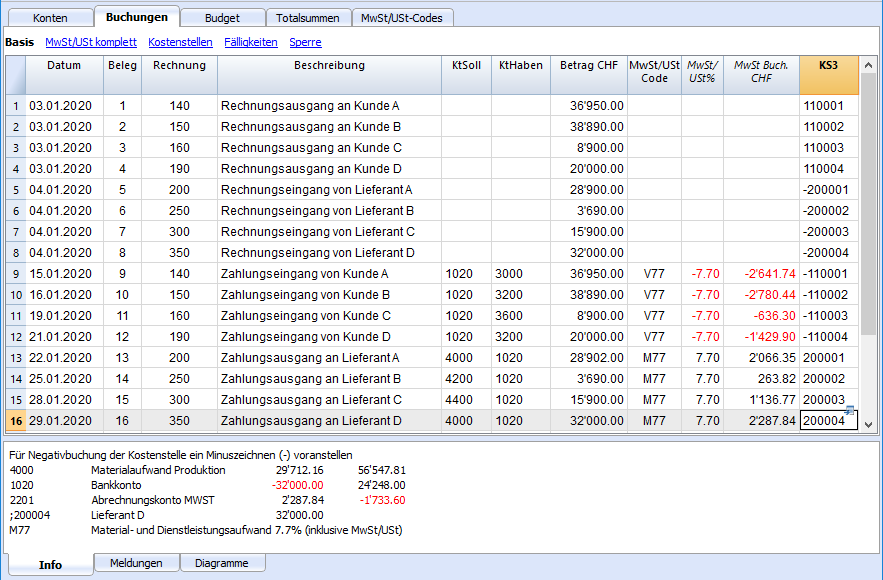 Konten Buchungen Budget Totalsummen MwSt/USt-Codes
Basis MwSt/USt komplett Kostenstellen Fälligkeiten Sperre
Datum Beleg Rechnung Beschreibung KtSoll KtHaben Betrag CHF MwSt/USt Code MwSt/ USt% MwSt Buch. CHF KS3
1 03.01.2020 1 140 Rechnungsausgang an Kunde A 36'950.00 110001
2 03.01.2020 2 150 Rechnungsausgang an Kunde B 38'890.00 110002
3 03.01.2020 3 160 Rechnungsausgang an Kunde C 8'900.00 110003
4 03.01.2020 4 190 Rechnungsausgang an Kunde D 20'000.00 110004
5 04.01.2020 5 200 Rechnungseingang von Lieferant A 28'900.00 -200001
6 04.01.2020 6 250 Rechnungseingang von Lieferant B 3'690.00 -200002
7 04.01.2020 7 300 Rechnungseingang von Lieferant C 15'900.00 -200003
8 04.01.2020 8 350 Rechnungseingang von Lieferant D 32'000.00 -200004
9 15.01.2020 9 140 Zahlungseingang von Kunde A 1020 3000 36'950.00 V77 -7.70 -2'641.74 -110001
10 16.01.2020 10 150 Zahlungseingang von Kunde B 1020 3200 38'890.00 V77 -7.70 -2'780.44 -110002
11 19.01.2020 11 160 Zahlungseingang von Kunde C 1020 3600 8'900.00 V77 -7.70 -636.30 -110003
12 21.01.2020 12 190 Zahlungseingang von Kunde D 1020 3200 20'000.00 V77 -7.70 -1'429.90 -110004
13 22.01.2020 13 200 Zahlungsausgang an Lieferant A 4000 1020 28'902.00 M77 7.70 2'066.35 200001
14 25.01.2020 14 250 Zahlungsausgang an Lieferant B 4200 1020 3'690.00 M77 7.70 263.82 200002
15 28.01.2020 15 300 Zahlungsausgang an Lieferant C 4400 1020 15'900.00 M77 7.70 1'136.77 200003
16 29.01.2020 16 350 Zahlungsausgang an Lieferant D 4000 1020 32'000.00 M77 7.70 2'287.84 200004
Für Negativbuchung der Kostenstelle ein Minuszeichnen (-) voranstellen
4000 Materialaufwand Produktion 29'712.16 56'547.81
1020 Bankkonto -32'000.00 24'248.00
2201 Abrechnungskonto MWST 2'287.84 -1'733.60
;200004 Lieferant D 32'000.00
M77 Material- und Dienstleistungsaufwand 7.7% (inklusive MwSt/USt)
Info Meldungen Diagramme